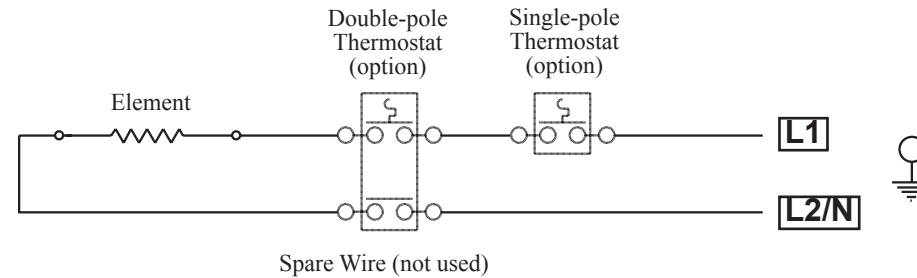 Double-pole
Thermostat
(option)
Single-pole
Thermostat
(option)
Element
L1
L2/N
Spare Wire (not used)